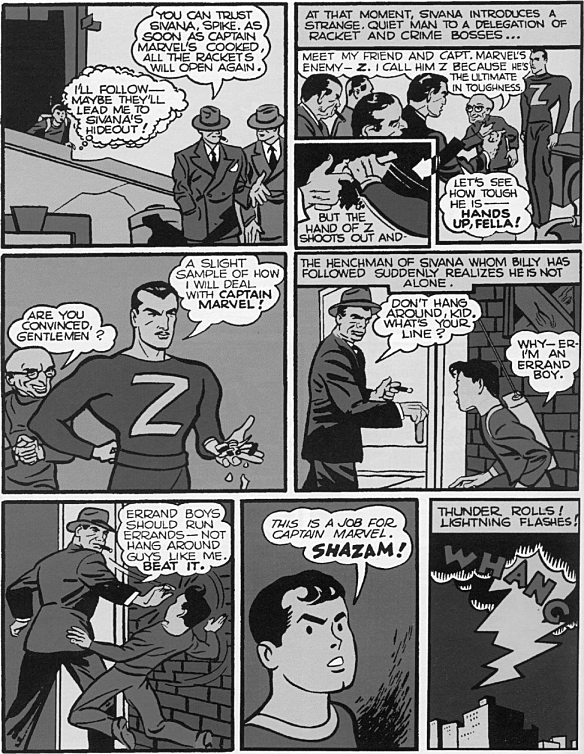 YOU CAN TRUST
SIVANA, SPIKE. AS
SOON AS CAPTAIN
MARVEL'S COOKED,
ALL THE RACKETS
WILL OPEN AGAIN.
I'LL FOLLOW—
MAYBE THEY'LL
LEAD ME TO
SIVANA'S
HIDEOUT!
AT THAT MOMENT, SIVANA INTRODUCES A
STRANGE, QUIET MAN TO A DELEGATION OF
RACKET AND CRIME BOSSES...
MEET MY FRIEND AND CAPT. MARVEL'S
ENEMY—Z. I CALL HIM Z BECAUSE HE'S
THE ULTIMATE
IN TOUGHNESS.
Z
LET'S SEE
HOW TOUGH
HE IS—
HANDS
UP, FELLA!
BUT THE
HAND OF Z
SHOOTS OUT AND-
ARE YOU
CONVINCED,
GENTLEMEN?
A SLIGHT
SAMPLE OF HOW
I WILL DEAL
WITH CAPTAIN
MARVEL!
Z
THE HENCHMAN OF SIVANA WHOM BILLY HAS
FOLLOWED SUDDENLY REALIZES HE IS NOT
ALONE.
DON'T HANG
AROUND, KID.
WHAT'S YOUR
LINE?
WHY—ER-
I'M AN
ERRAND
BOY.
ERRAND BOYS
SHOULD RUN
ERRANDS—NOT
HANG AROUND
GUYS LIKE ME.
BEAT IT.
THIS IS A JOB FOR
CAPTAIN MARVEL.
SHAZAM!
THUNDER ROLLS!
LIGHTNING FLASHES!
WHANG